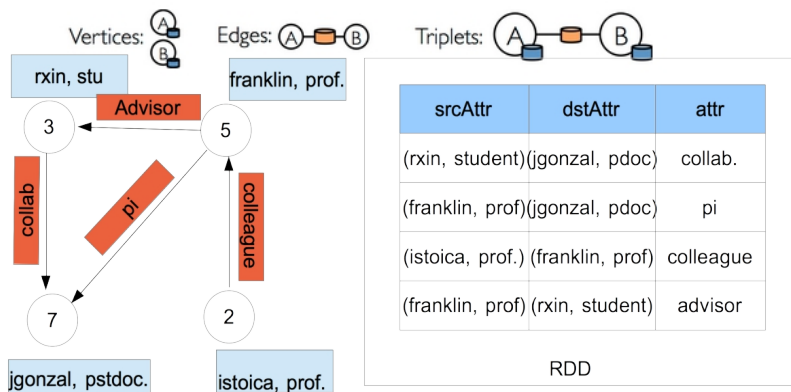 Vertices:
A
B
Edges:
A
B
Triplets:
A
B
rxin, stu
franklin, prof.
Advisor
3
5
collab
pi
colleague
7
2
jgonzal, pstdoc.
istoica, prof.
srcAttr dstAttr attr
(rxin, student) (jgonzal, pdoc) collab.
(franklin, prof) (jgonzal, pdoc) pi
(istoica, prof.) (franklin, prof) colleague
(franklin, prof) (rxin, student) advisor
RDD